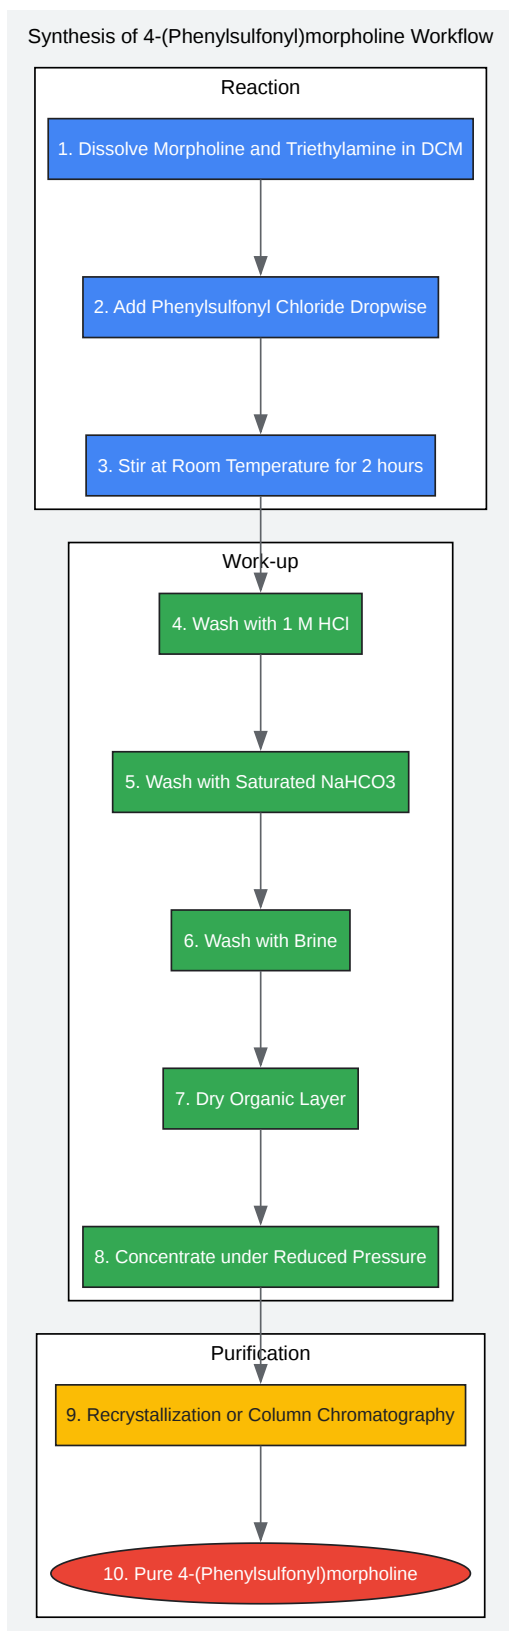 Synthesis of 4-(Phenylsulfonyl)morpholine Workflow
Reaction
1. Dissolve Morpholine and Triethylamine in DCM
2. Add Phenylsulfonyl Chloride Dropwise
3. Stir at Room Temperature for 2 hours
Work-up
4. Wash with 1 M HCl
5. Wash with Saturated NaHCO3
6. Wash with Brine
7. Dry Organic Layer
8. Concentrate under Reduced Pressure
Purification
9. Recrystallization or Column Chromatography
10. Pure 4-(Phenylsulfonyl)morpholine